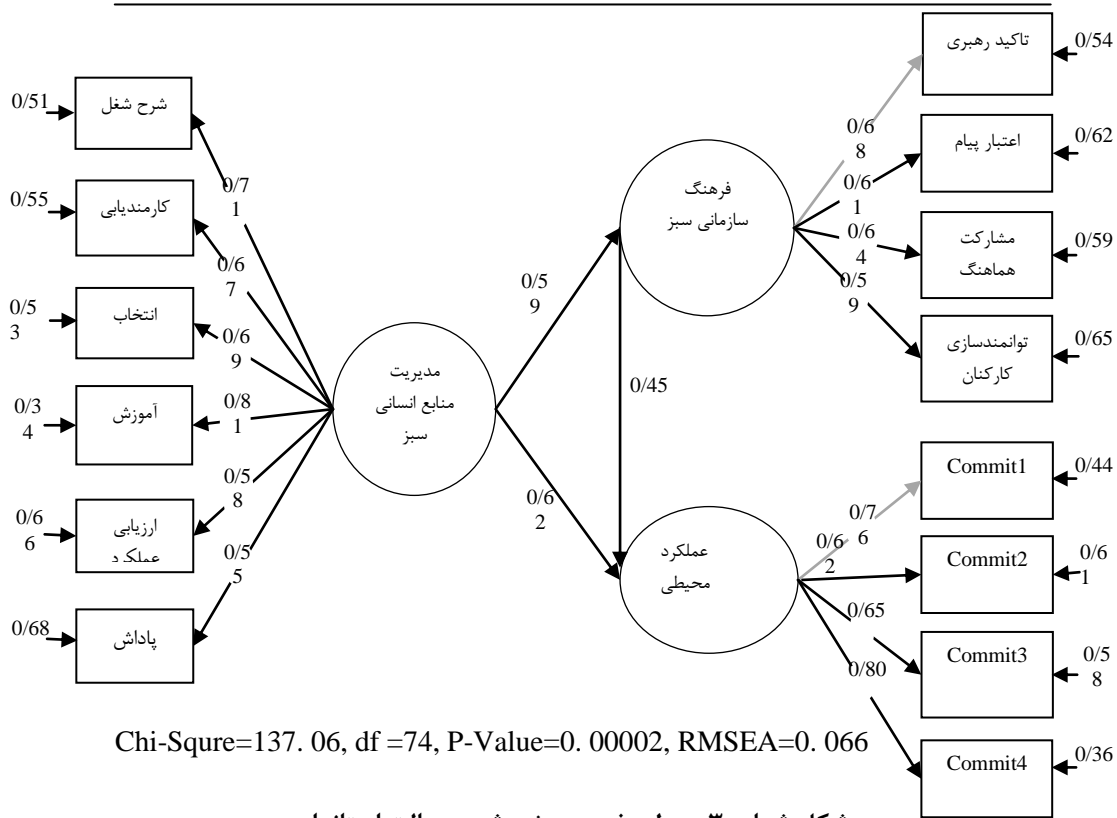 0/51
شرح شغل
0/7
1
0/55
کارمندیابی
0/6
7
0/5
3
انتخاب
0/6
9
0/3
4
آموزش
0/8
1
0/6
6
ارزیابی
عملکرد
0/5
8
0/68
پاداش
0/5
5
مدیریت
منابع انسانی
سبز
0/5
9
0/6
2
فرهنگ
سازمانی سبز
0/45
عملکرد
محیطی
0/6
8
تاکید رهبری
0/54
0/6
1
اعتبار پیام
0/62
0/6
4
مشارکت
هماهنگ
0/59
0/5
9
توانمندسازی
کارکنان
0/65
0/7
6
Commit1
0/44
0/6
2
Commit2
0/6
1
0/65
Commit3
0/5
8
0/80
Commit4
0/36
Chi-Squre=137. 06, df =74, P-Value=0. 00002, RMSEA=0. 066